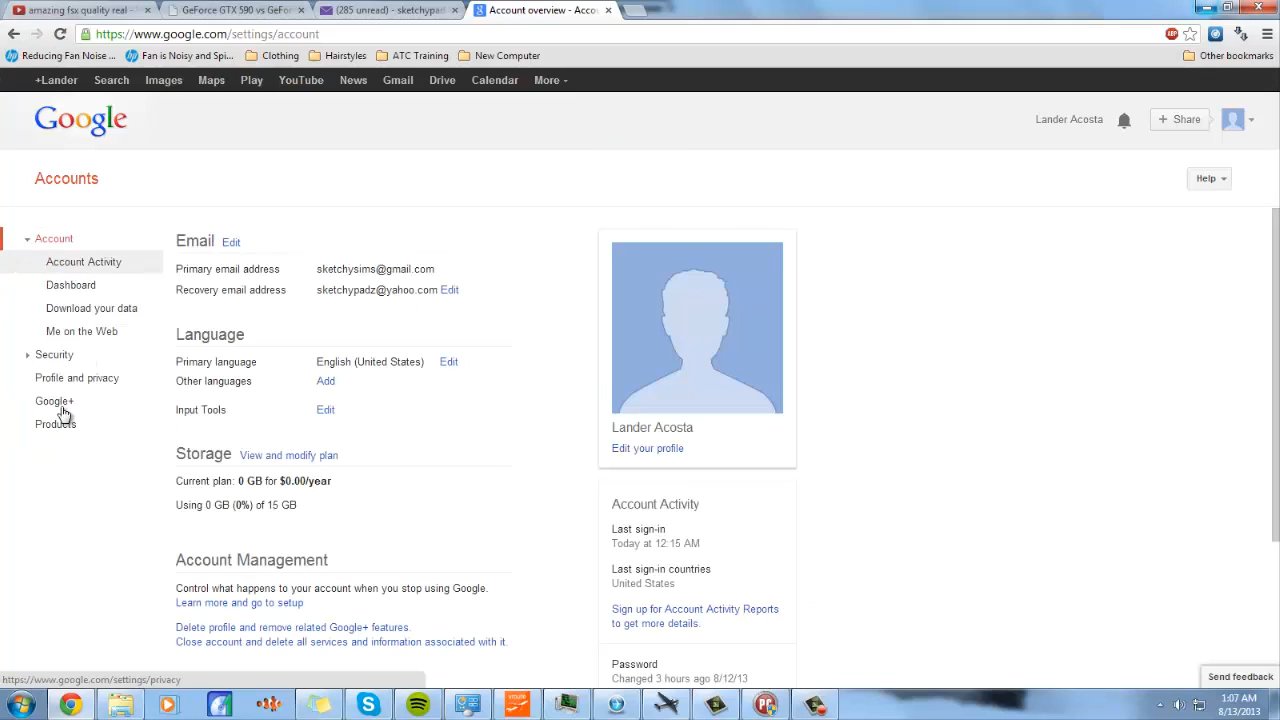 amazing fsx quality real - 
GeForce GTX 590 vs GeFo
(285 unread) - sketchypad
Account overview - Acco
https://www.google.com/settings/account
Reducing Fan Noise ...
Fan is Noisy and Spi...
Clothing
Hairstyles
ATC Training
New Computer
Other bookmarks
+Lander Search Images Maps Play YouTube News Gmail Drive Calendar More
Google
Lander Acosta
+ Share
Accounts
Help
Account
Account Activity
Dashboard
Download your data
Me on the Web
Security
Profile and privacy
Google+
Products
Email Edit
Primary email address sketchysims@gmail.com
Recovery email address sketchypadz@yahoo.com Edit
Language
Primary language English (United States) Edit
Other languages Add
Input Tools Edit
Storage View and modify plan
Current plan: 0 GB for $0.00/year
Using 0 GB (0%) of 15 GB
Account Management
Control what happens to your account when you stop using Google.
Learn more and go to setup
Delete profile and remove related Google+ features.
Close account and delete all services and information associated with it.
Lander Acosta
Edit your profile
Account Activity
Last sign-in
Today at 12:15 AM
Last sign-in countries
United States
Sign up for Account Activity Reports
to get more details.
Password
Changed 3 hours ago 8/12/13
Send feedback
https://www.google.com/settings/privacy
1:07 AM
8/13/2013